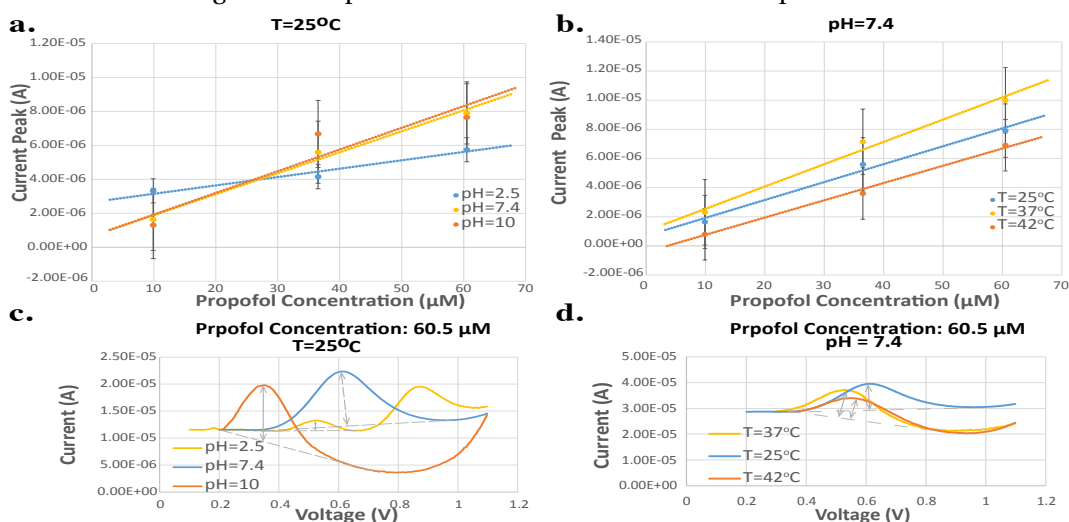 a.
T=25ºC
1.20E-05
1.00E-05
8.00E-06
6.00E-06
4.00E-06
2.00E-06
0.00E+00
-2.00E-06
Current Peak (A)
pH=2.5
pH=7.4
pH=10
0 10 20 30 40 50 60 70
Propofol Concentration (μM)
b.
pH=7.4
1.40E-05
1.20E-05
1.00E-05
8.00E-06
6.00E-06
4.00E-06
2.00E-06
0.00E+00
-2.00E-06
Current Peak (A)
T=25ºC
T=37ºC
T=42ºC
0 10 20 30 40 50 60 70
Propofol Concentration (μM)
c.
Prpofol Concentration: 60.5 μM
T=25ºC
2.50E-05
2.00E-05
1.50E-05
1.00E-05
5.00E-06
0.00E+00
Current (A)
pH=2.5
pH=7.4
pH=10
0 0.2 0.4 0.6 0.8 1 1.2
Voltage (V)
d.
Prpofol Concentration: 60.5 μM
pH = 7.4
5.00E-05
4.00E-05
3.00E-05
2.00E-05
1.00E-05
0.00E+00
Current (A)
T=37ºC
T=25ºC
T=42ºC
0 0.2 0.4 0.6 0.8 1 1.2
Voltage (V)